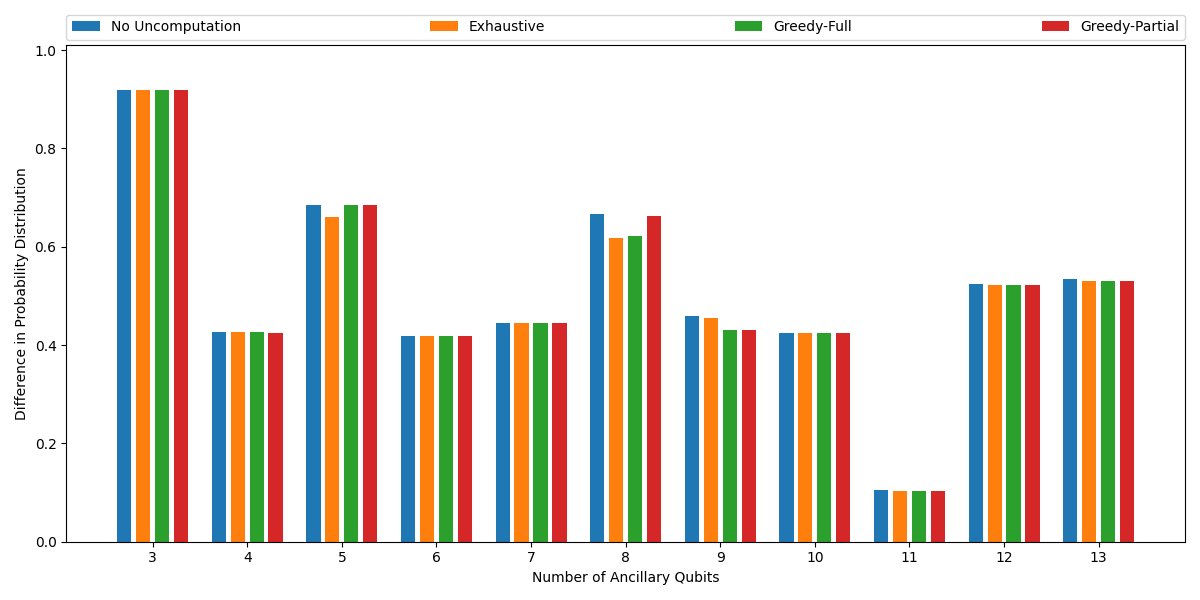 No Uncomputation Exhaustive Greedy-Full Greedy-Partial
1.0
0.8
0.6
0.4
0.2
0.0
Difference in Probability Distribution
3 4 5 6 7 8 9 10 11 12 13
Number of Ancillary Qubits